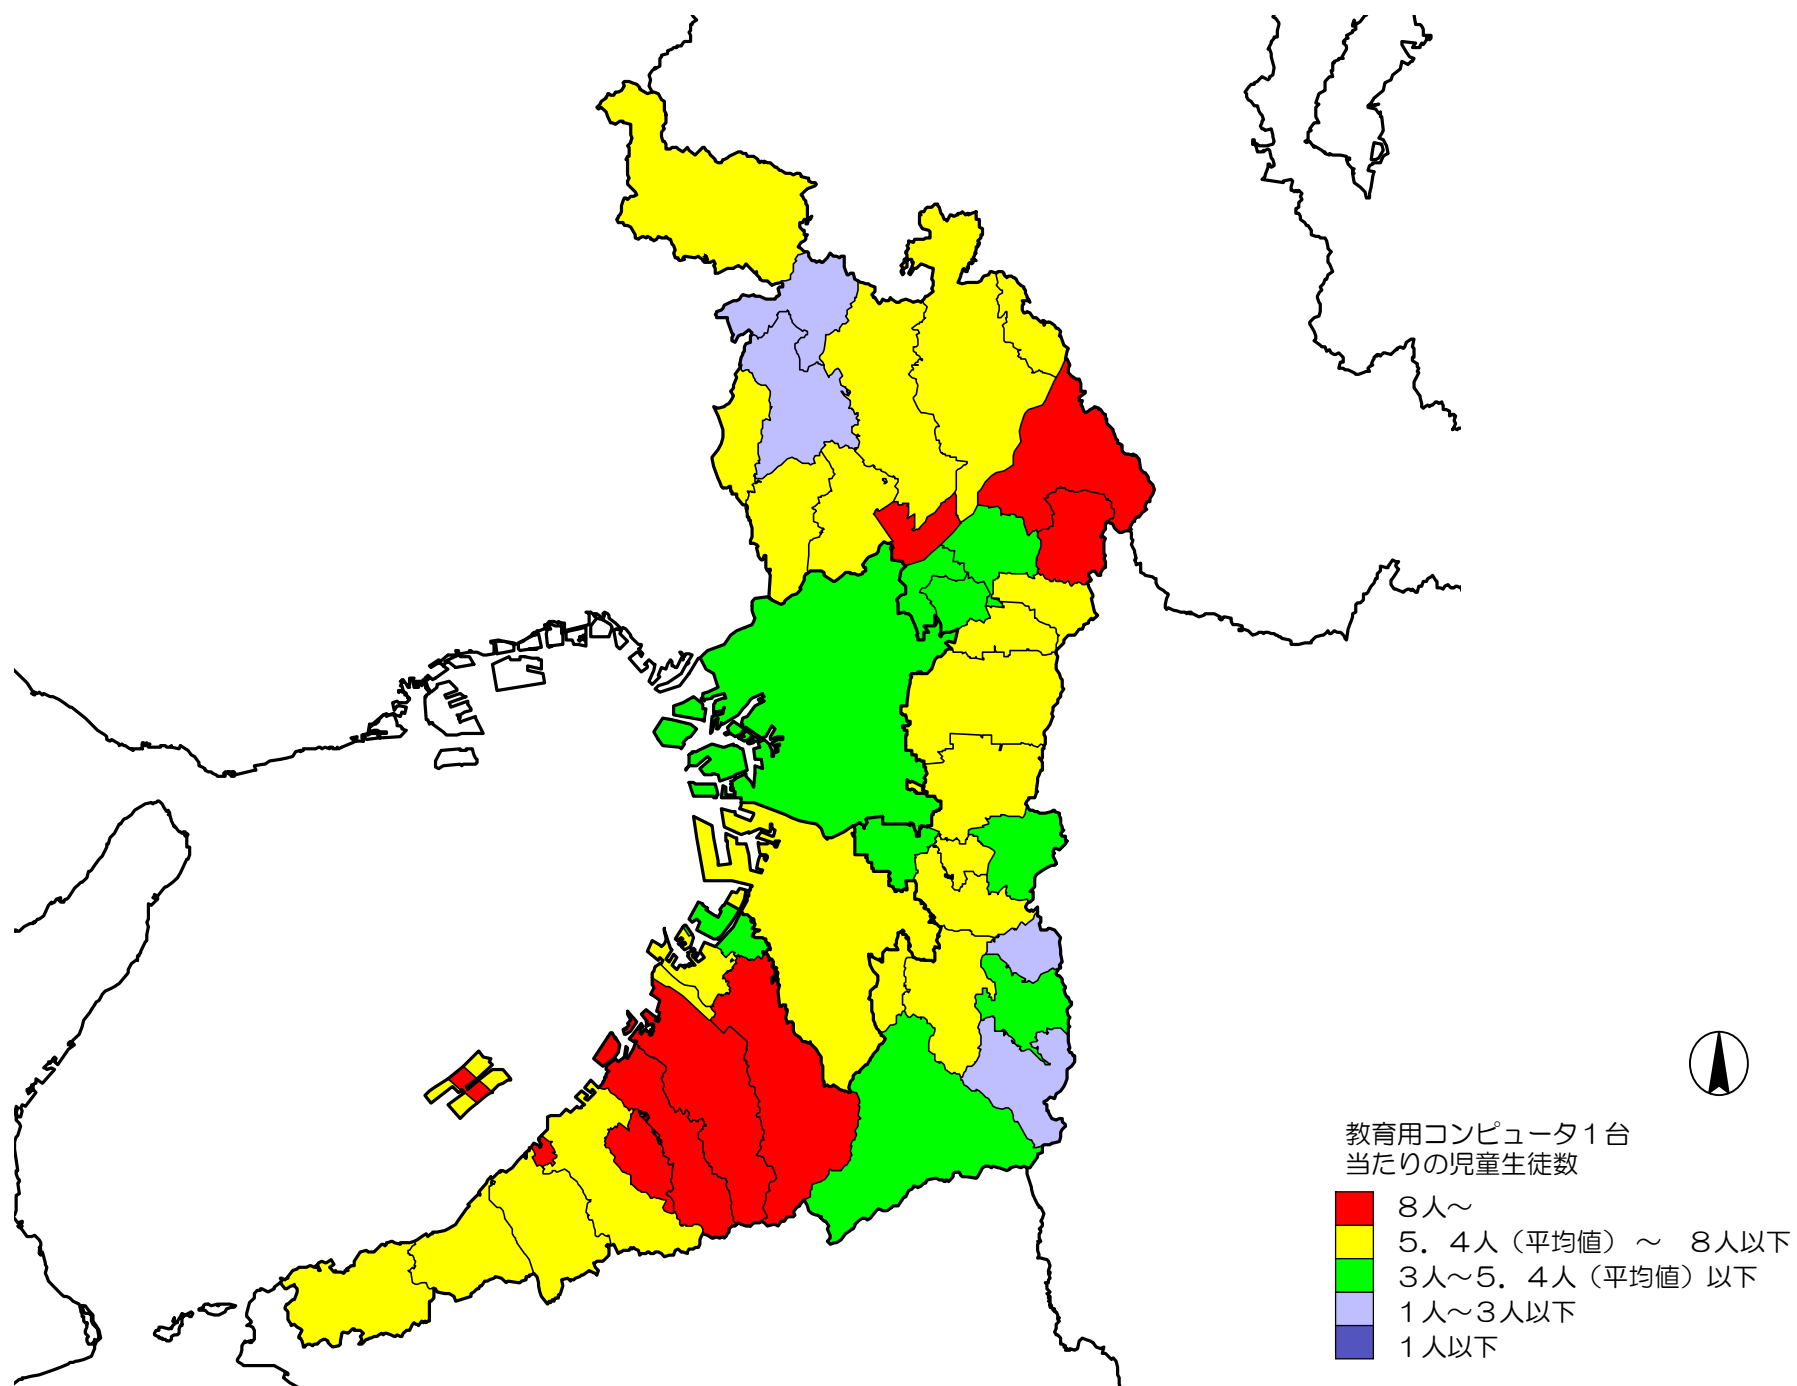 教育用コンピュータ１台
当たりの児童生徒数
８人～
５．４人（平均値）～　８人以下
３人～５．４人（平均値）以下
１人～３人以下
１人以下